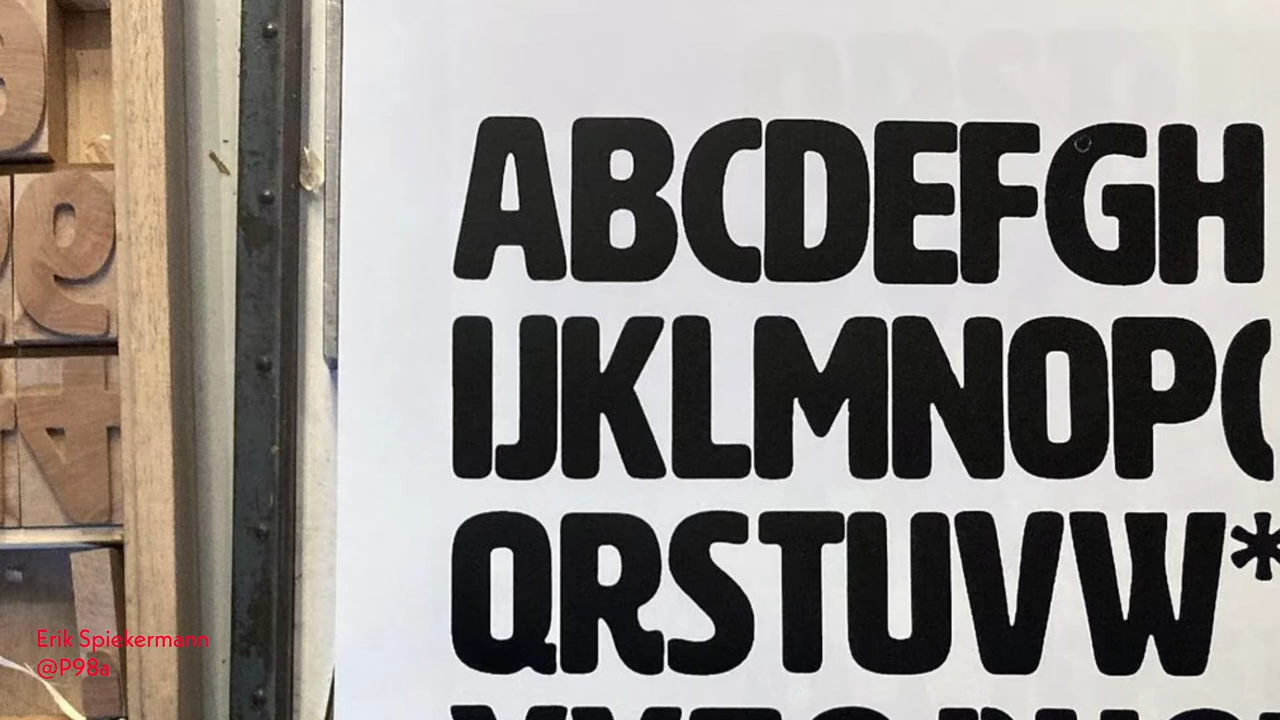 ABCDEFGH
IJKLMNOP(
QRSTUVW*
Erik Spiekermann
@P98a